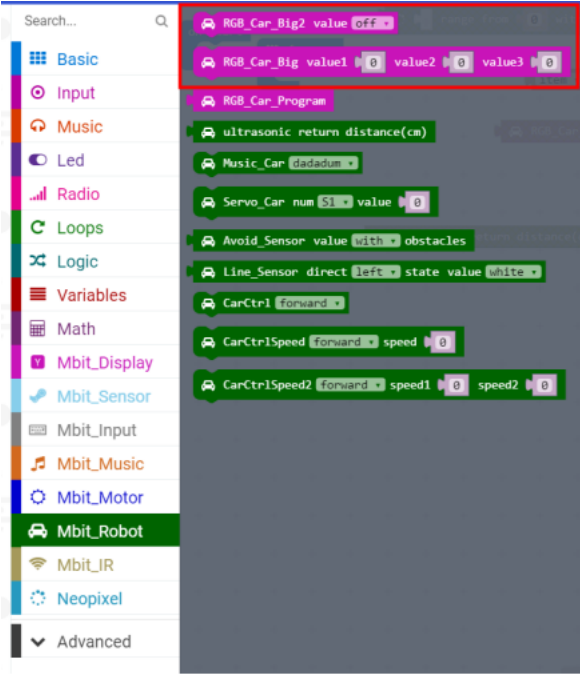 Search...
Basic
Input
Music
Led
Radio
Loops
Logic
Variables
Math
Mbit_Display
Mbit_Sensor
Mbit_Input
Mbit_Music
Mbit_Motor
Mbit_Robot
Mbit_IR
Neopixel
Advanced
RGB_Car_Big2 value off
RGB_Car_Big value1 0 value2 0 value3 0
RGB_Car_Program
ultrasonic return distance(cm)
Music_Car dadadum
Servo_Car num S1 value 0
Avoid_Sensor value with obstacles
Line_Sensor direct left state value white
CarCtrl forward
CarCtrlSpeed forward speed 0
CarCtrlSpeed2 forward speed1 0 speed2 0